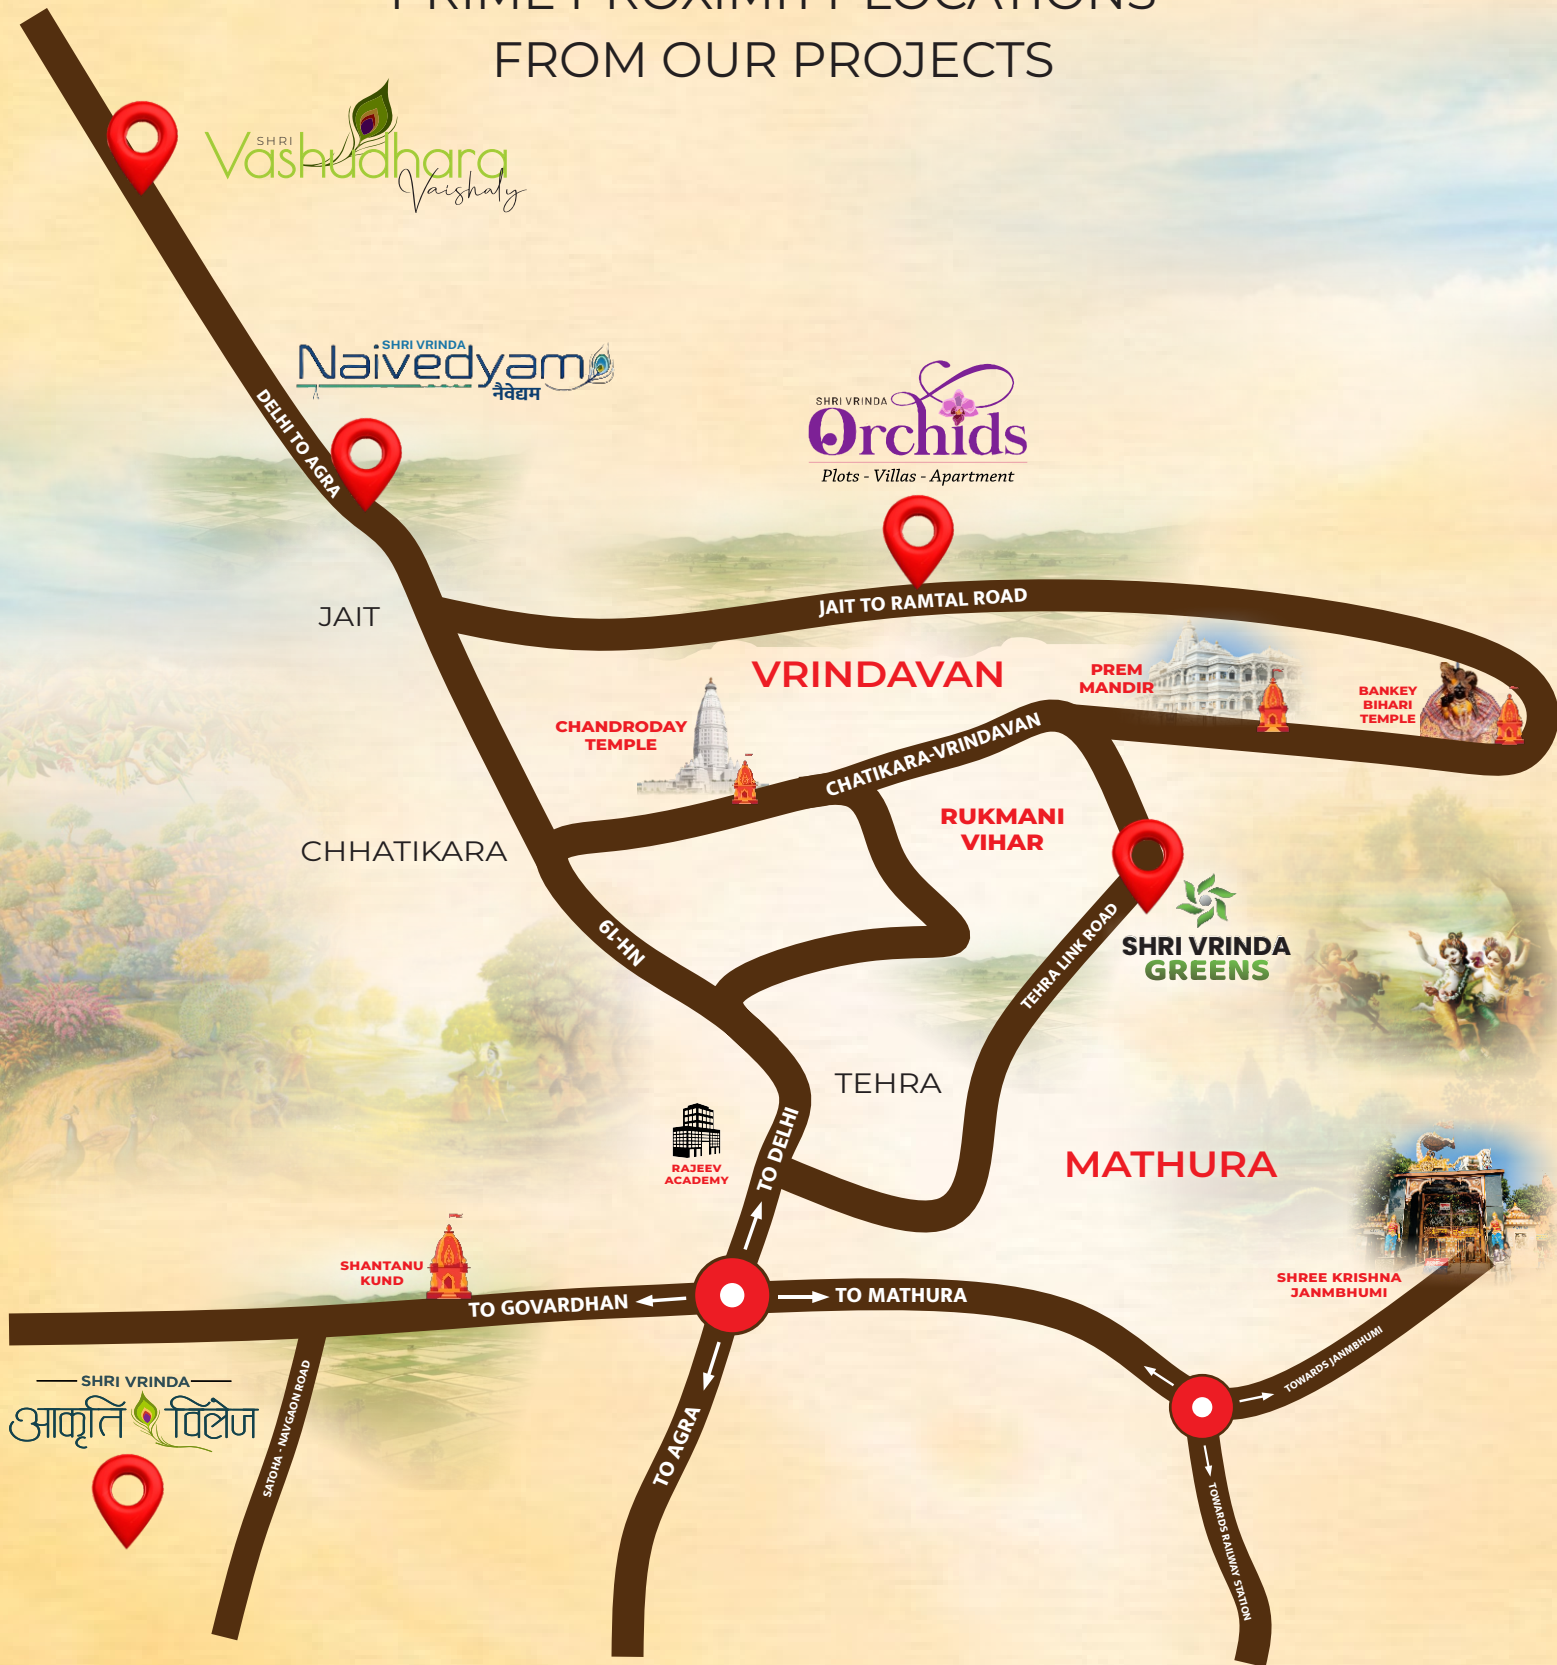 PRIME PROXIMITY LOCATIONS
FROM OUR PROJECTS
SHRI
Vashudhara
Vaishaly
SHRI VRINDA
Naivedyam
नैवेद्यम
DELHI TO AGRA
SHRI VRINDA
Orchids
Plots - Villas - Apartment
JAIT TO RAMTAL ROAD
JAIT
VRINDAVAN
PREM
MANDIR
BANKEY
BIHARI
TEMPLE
CHANDRODAY
TEMPLE
CHATIKARA-VRINDAVAN
RUKMANI
VIHAR
CHHATIKARA
NH-19
TEHRA LINK ROAD
SHRI VRINDA
GREENS
TEHRA
TO DELHI
RAJEEV
ACADEMY
MATHURA
SHANTANU
KUND
SHREE KRISHNA
JANMBHUMI
TO GOVARDHAN
TO MATHURA
TOWARDS JANMBHUMI
SHRI VRINDA
आकृति विलेज
SATOHA - NAVGAON ROAD
TO AGRA
TOWARDS RAILWAY STATION